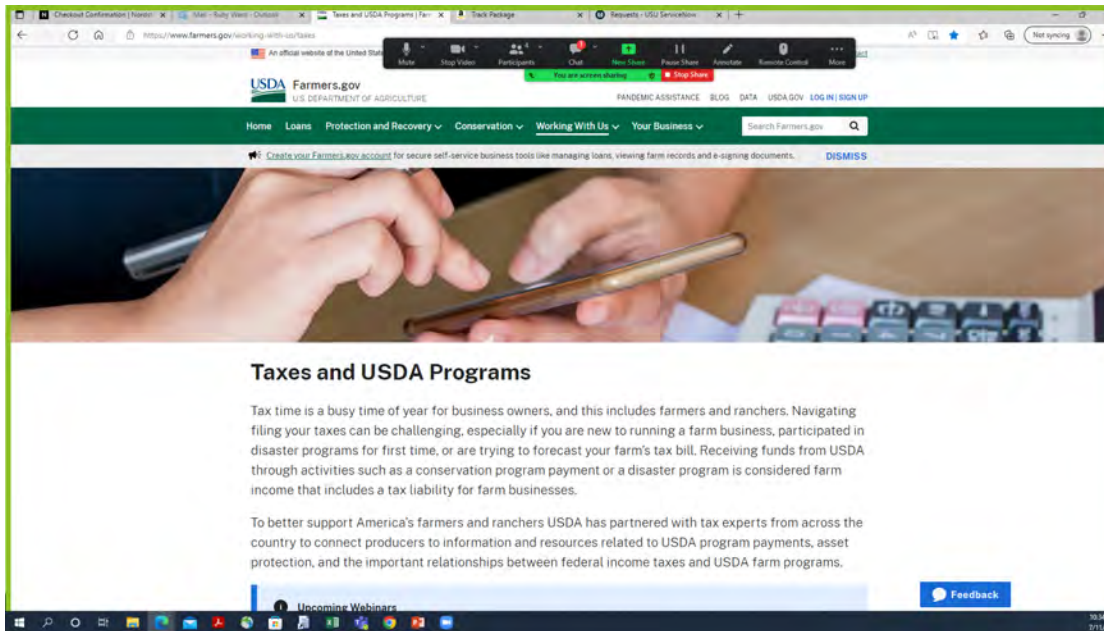 Checkout Confirmation | Nordst
Mail - Ruby Ward - Outlook
Taxes and USDA Programs | Farm
Track Package
Requests - USU ServiceNow
https://www.farmers.gov/working-with-us/taxes
Not syncing
An official website of the United Stat
Mute
Stop Video
Participants
4
Chat
New Share
Pause Share
Annotate
Remote Control
More
You are screen sharing
Stop Share
USDA Farmers.gov
U.S. DEPARTMENT OF AGRICULTURE
PANDEMIC ASSISTANCE BLOG DATA USDA.GOV LOG IN | SIGN UP
Home Loans Protection and Recovery Conservation Working With Us Your Business Search Farmers.gov
Create your Farmers.gov account for secure self-service business tools like managing loans, viewing farm records and e-signing documents. DISMISS
Taxes and USDA Programs
Tax time is a busy time of year for business owners, and this includes farmers and ranchers. Navigating
filing your taxes can be challenging, especially if you are new to running a farm business, participated in
disaster programs for first time, or are trying to forecast your farm's tax bill. Receiving funds from USDA
through activities such as a conservation program payment or a disaster program is considered farm
income that includes a tax liability for farm businesses.
To better support America's farmers and ranchers USDA has partnered with tax experts from across the
country to connect producers to information and resources related to USDA program payments, asset
protection, and the important relationships between federal income taxes and USDA farm programs.
Upcoming Webinars
Feedback